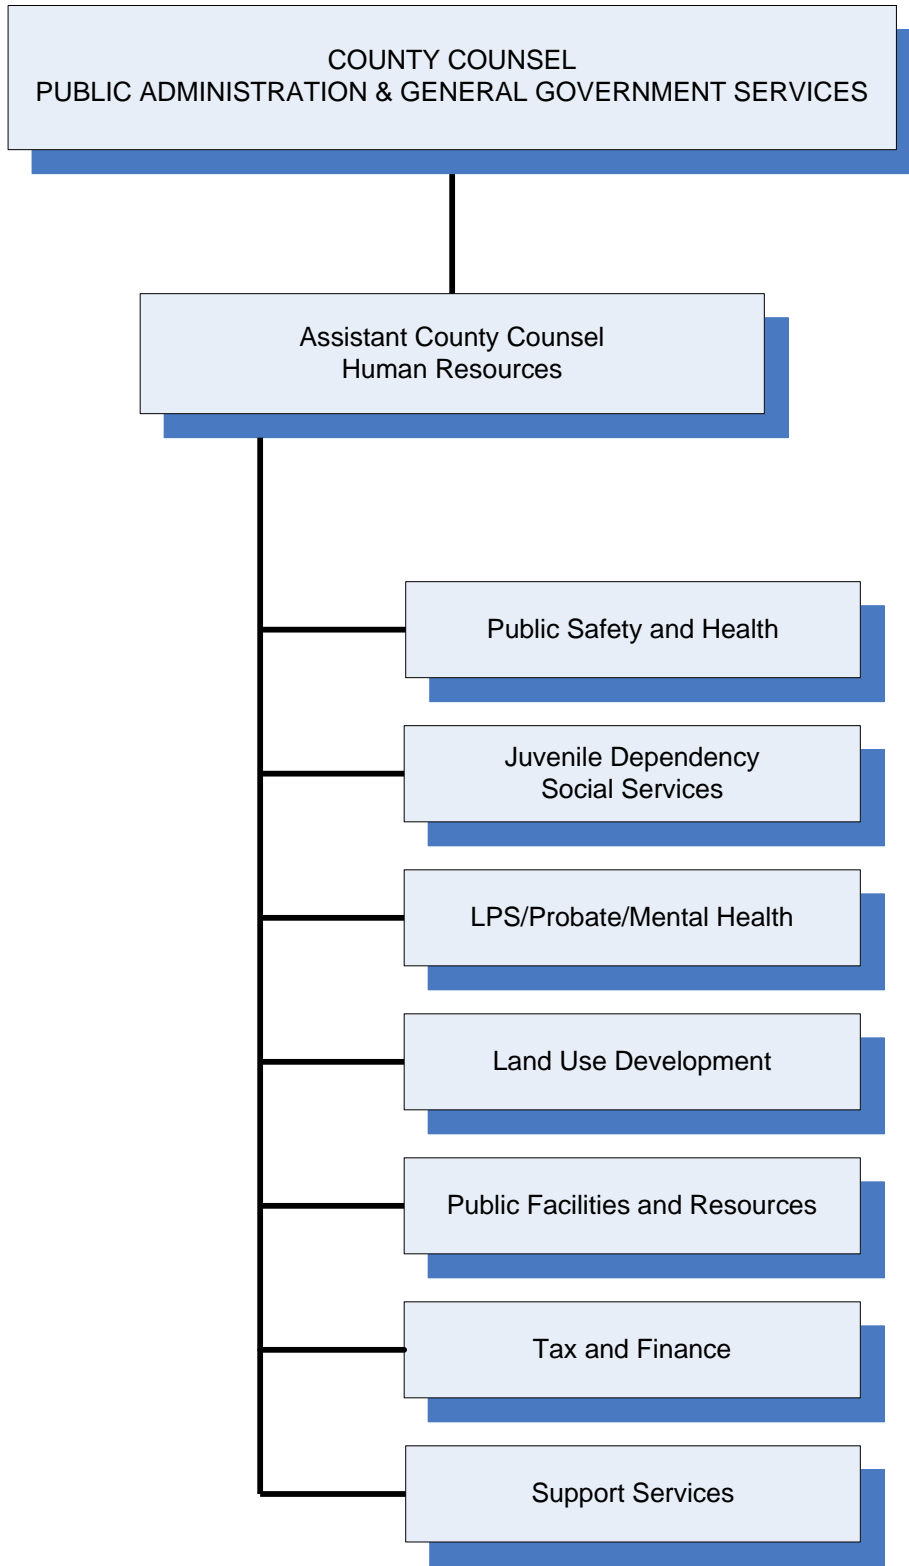 COUNTY COUNSEL
PUBLIC ADMINISTRATION & GENERAL GOVERNMENT SERVICES
Assistant County Counsel
Human Resources
Public Safety and Health
Juvenile Dependency
Social Services
LPS/Probate/Mental Health
Land Use Development
Public Facilities and Resources
Tax and Finance
Support Services